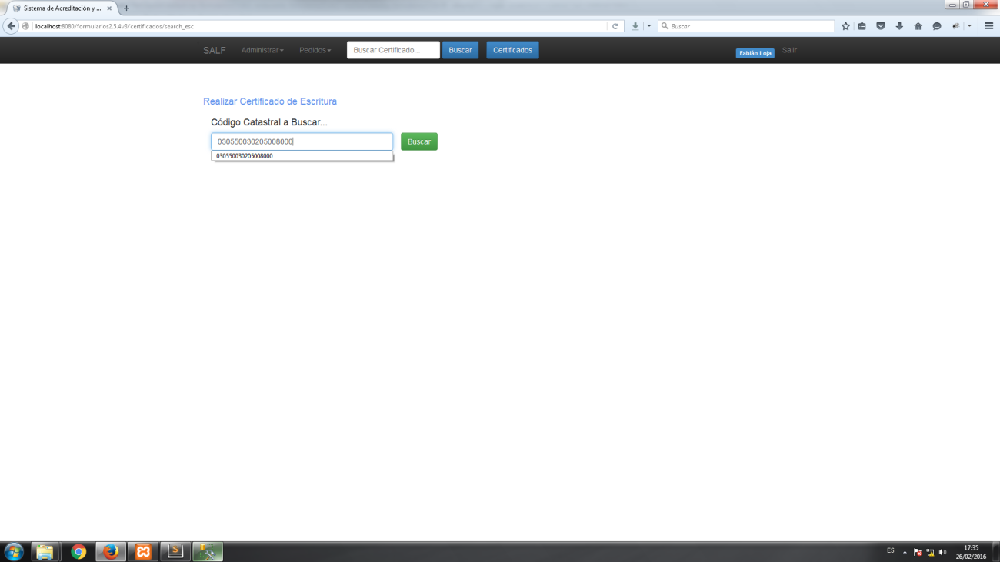 Sistema de Acreditación y ...
localhost:8080/formularios2.5.4v3/certificados/search_esc
Buscar
SALF
Administrar
Pedidos
Buscar Certificado...
Buscar
Certificados
Fabián Loja
Salir
Realizar Certificado de Escritura
Código Catastral a Buscar...
030550030205008000
Buscar
030550030205008000
ES
17:35
26/02/2016